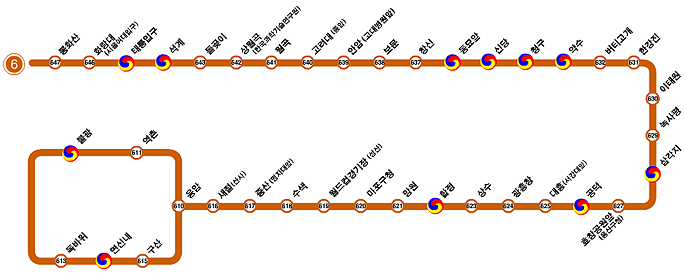 6
봉화산
화랑대
(서울여대입구)
태릉입구
석계
돌곶이
상월곡
(한국과학기술연구원)
월곡
고려대 (종암)
안암 (고대병원앞)
보문
창신
동묘앞
신당
청구
약수
버티고개
한강진
647
646
643
642
641
640
639
638
637
632
631
이태원
630
녹사평
629
삼각지
불광
역촌
611
응암
새절 (신사)
증산 (명지대앞)
수색
월드컵경기장 (성산)
마포구청
망원
합정
상수
광흥창
대흥 (서강대앞)
공덕
효창공원앞
(용산구청)
610
616
617
618
619
620
621
623
624
625
627
독바위
연신내
구산
613
615